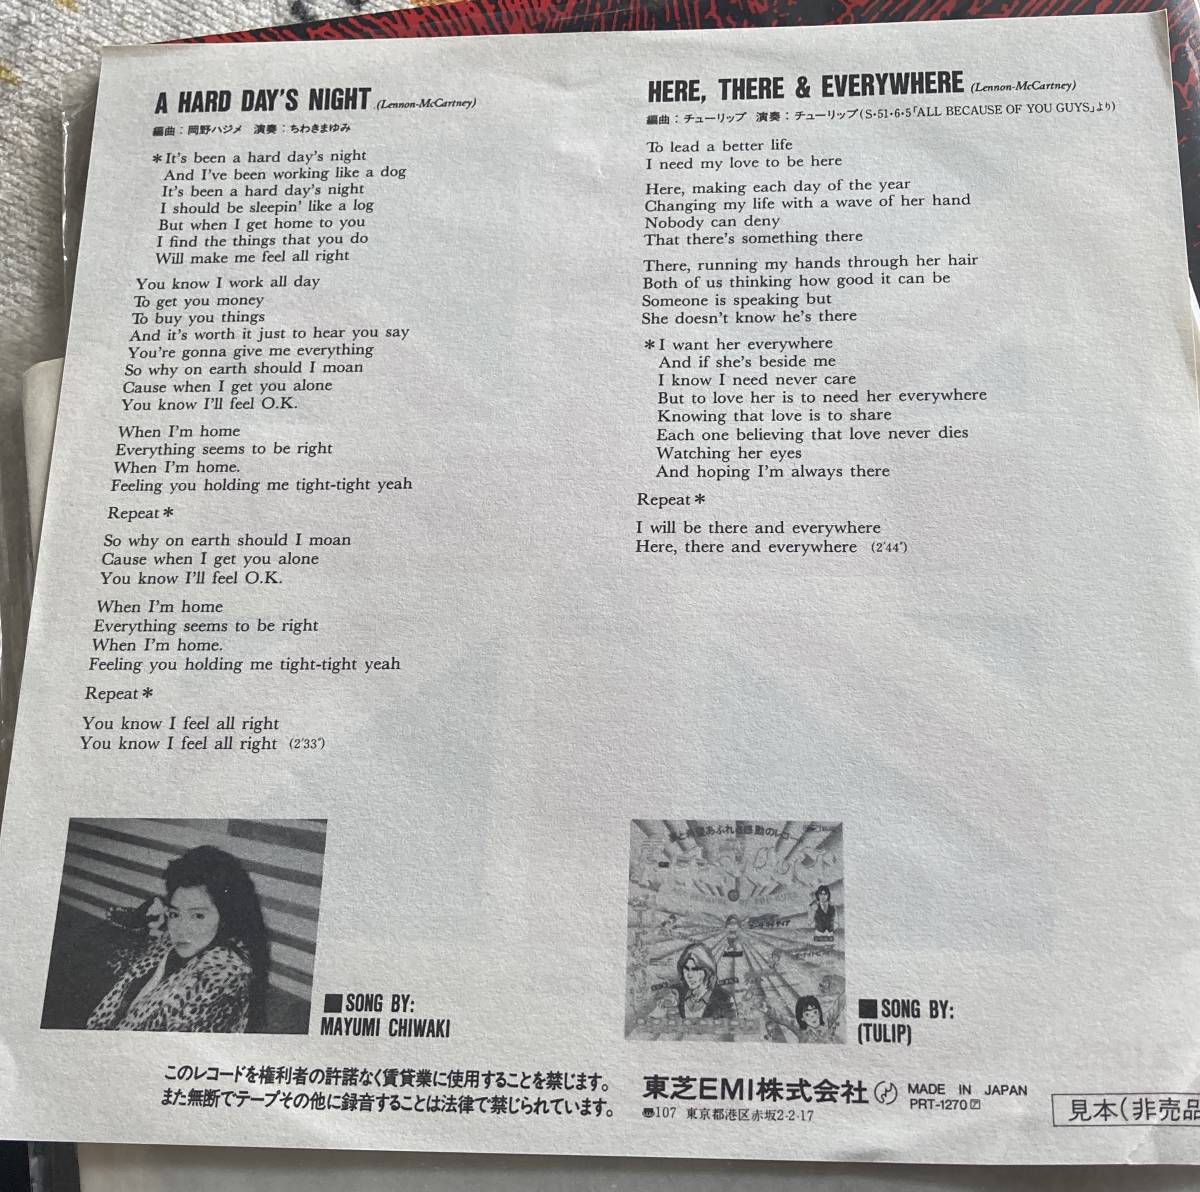 A HARD DAY'S NIGHT (Lennon-McCartney)
編曲:岡野ハジメ 演奏:ちわきまゆみ
*It's been a hard day's night
And I've been working like a dog
It's been a hard day's night
I should be sleepin' like a log
But when I get home to you
I find the things that you do
Will make me feel all right
You know I work all day
To get you money
To buy you things
And it's worth it just to hear you say
You're gonna give me everything
So why on earth should I moan
Cause when I get you alone
You know I'll feel O.K.
When I'm home
Everything seems to be right
When I'm home.
Feeling you holding me tight-tight yeah
Repeat*
So why on earth should I moan
Cause when I get you alone
You know I'll feel O.K.
When I'm home
Everything seems to be right
When I'm home.
Feeling you holding me tight-tight yeah
Repeat*
You know I feel all right
You know I feel all right (2'33")
■SONG BY:
MAYUMI CHIWAKI
HERE, THERE & EVERYWHERE (Lennon-McCartney)
編曲:チューリップ 演奏:チューリップ(S・51・6・5「ALL BECAUSE OF YOU GUYS」より)
To lead a better life
I need my love to be here
Here, making each day of the year
Changing my life with a wave of her hand
Nobody can deny
That there's something there
There, running my hands through her hair
Both of us thinking how good it can be
Someone is speaking but
She doesn't know he's there
*I want her everywhere
And if she's beside me
I know I need never care
But to love her is to need her everywhere
Knowing that love is to share
Each one believing that love never dies
Watching her eyes
And hoping I'm always there
Repeat*
I will be there and everywhere
Here, there and everywhere (2'44")
■SONG BY:
(TULIP)
このレコードを権利者の許諾なく賃貸業に使用することを禁じます。
また無断でテープその他に録音することは法律で禁じられています。
東芝EMI株式会社 MADE IN JAPAN
PRT-1270
〒107 東京都港区赤坂2-2-17
見本(非売品